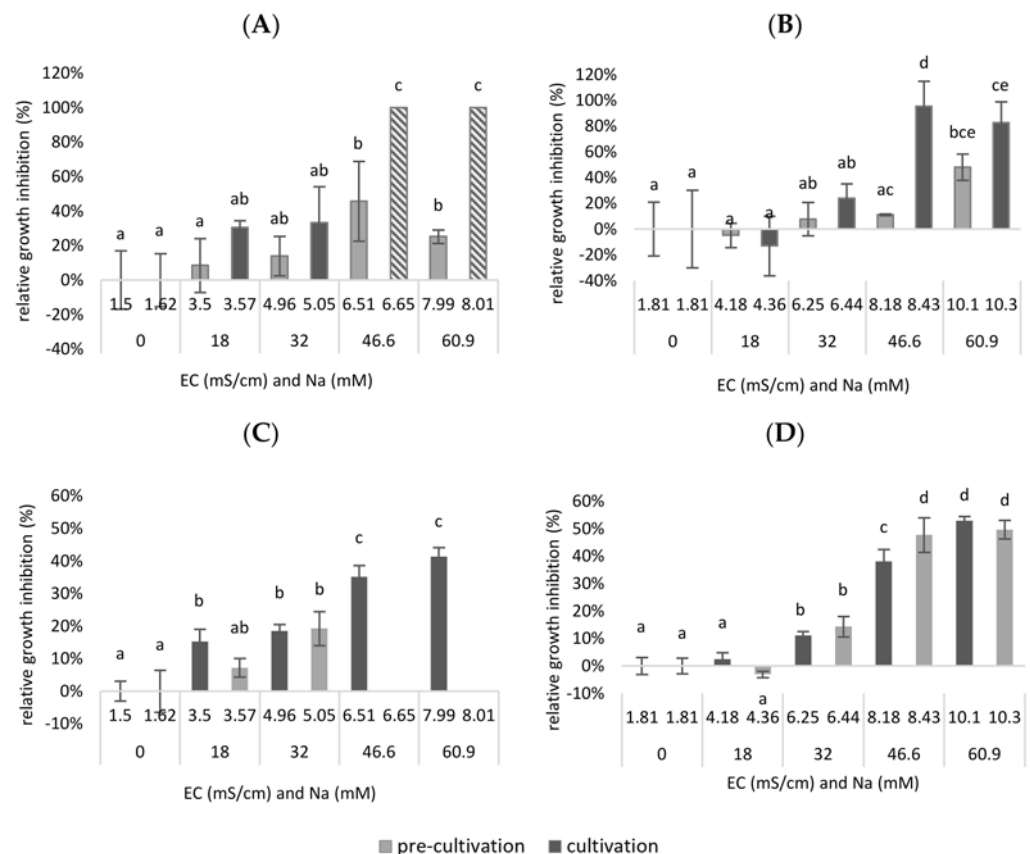 (A)
relative growth inhibition (%)
120%
100%
80%
60%
40%
20%
0%
-20%
-40%
a a a ab ab ab b c b c
1.5 1.62 3.5 3.57 4.96 5.05 6.51 6.65 7.99 8.01
0 18 32 46.6 60.9
EC (mS/cm) and Na (mM)
(B)
relative growth inhibition (%)
120%
100%
80%
60%
40%
20%
0%
-20%
-40%
a a a a ab ab ac d bce ce
1.81 1.81 4.18 4.36 6.25 6.44 8.18 8.43 10.1 10.3
0 18 32 46.6 60.9
EC (mS/cm) and Na (mM)
(C)
relative growth inhibition (%)
60%
50%
40%
30%
20%
10%
0%
-10%
a a b ab b b c c
1.5 1.62 3.5 3.57 4.96 5.05 6.51 6.65 7.99 8.01
0 18 32 46.6 60.9
EC (mS/cm) and Na (mM)
(D)
relative growth inhibition (%)
60%
50%
40%
30%
20%
10%
0%
-10%
a a a a b b c d d d
1.81 1.81 4.18 4.36 6.25 6.44 8.18 8.43 10.1 10.3
0 18 32 46.6 60.9
EC (mS/cm) and Na (mM)
pre-cultivation cultivation